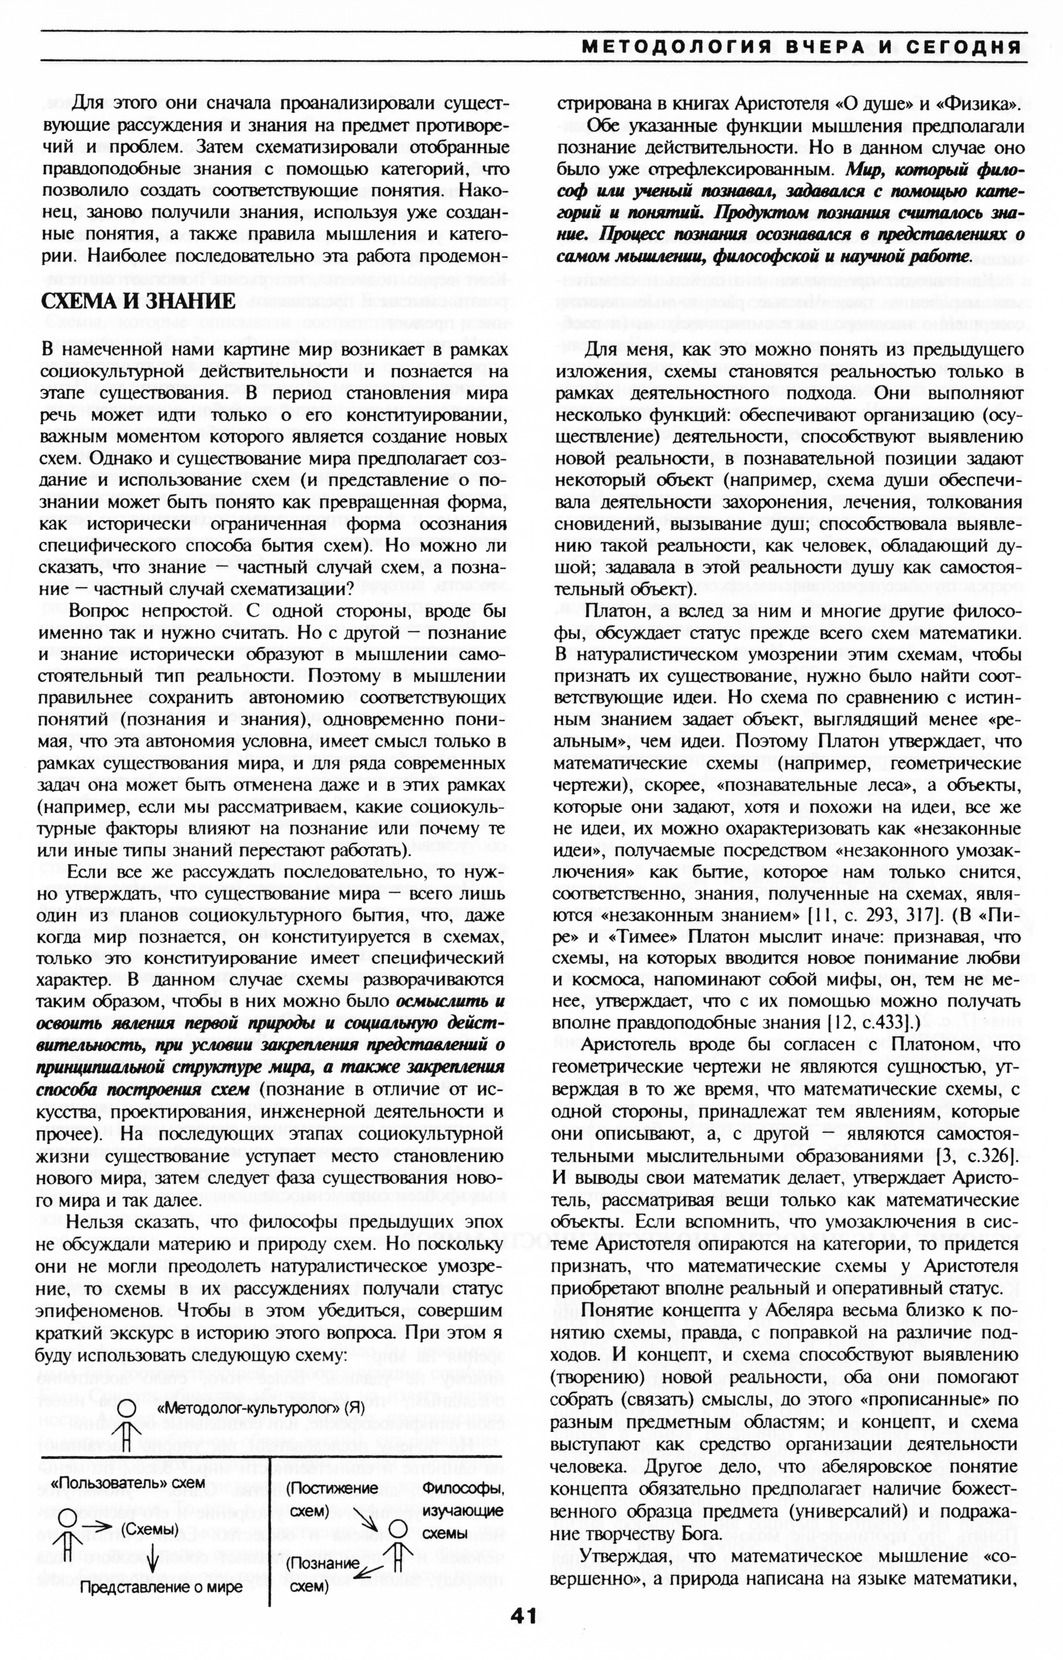 МЕТОДОЛОГИЯ ВЧЕРА И СЕГОДНЯ
Для этого они сначала проанализировали сущест-
вующие рассуждения и знания на предмет противоре-
чий и проблем. Затем схематизировали отобранные
правдоподобные знания с помощью категорий, что
позволило создать соответствующие понятия. Нако-
нец, заново получили знания, используя уже создан-
ные понятия, а также правила мышления и катего-
рии. Наиболее последовательно эта работа продемон-
стрирована в книгах Аристотеля «О душе» и «Физика».
Обе указанные функции мышления предполагали
познание действительности. Но в данном случае оно
было уже отрефлексированным. Мир, который фило-
соф или ученый познавал, задавался с помощью кате-
горий и понятий. Продуктом познания считалось зна-
ние. Процесс познания осознавался в представлениях о
самом мышлении, философской и научной работе.
СХЕМА И ЗНАНИЕ
В намеченной нами картине мир возникает в рамках
социокультурной действительности и познается на
этапе существования. В период становления мира
речь может идти только о его конституировании,
важным моментом которого является создание новых
схем. Однако и существование мира предполагает соз-
дание и использование схем (и представление о по-
знании может быть понято как превращенная форма,
как исторически ограниченная форма осознания
специфического способа бытия схем). Но можно ли
сказать, что знание — частный случай схем, а позна-
ние — частный случай схематизации?
Вопрос непростой. С одной стороны, вроде бы
именно так и нужно считать. Но с другой — познание
и знание исторически образуют в мышлении само-
стоятельный тип реальности. Поэтому в мышлении
правильнее сохранить автономию соответствующих
понятий (познания и знания), одновременно пони-
мая, что эта автономия условна, имеет смысл только в
рамках существования мира, и для ряда современных
задач она может быть отменена даже и в этих рамках
(например, если мы рассматриваем, какие социокуль-
турные факторы влияют на познание или почему те
или иные типы знаний перестают работать).
Если все же рассуждать последовательно, то нуж-
но утверждать, что существование мира — всего лишь
один из планов социокультурного бытия, что, даже
когда мир познается, он конституируется в схемах,
только это конституирование имеет специфический
характер. В данном случае схемы разворачиваются
таким образом, чтобы в них можно было осмыслить и
освоить явления первой природы и социальную дейст-
вительность, при условии закрепления представлений о
принципиальной структуре мира, а также закрепления
способа построения схем (познание в отличие от ис-
кусства, проектирования, инженерной деятельности и
прочее). На последующих этапах социокультурной
жизни существование уступает место становлению
нового мира, затем следует фаза существования ново-
го мира и так далее.
Нельзя сказать, что философы предыдущих эпох
не обсуждали материю и природу схем. Но поскольку
они не могли преодолеть натуралистическое умозре-
ние, то схемы в их рассуждениях получали статус
эпифеноменов. Чтобы в этом убедиться, совершим
краткий экскурс в историю этого вопроса. При этом я
буду использовать следующую схему:
«Методолог-культуролог» (Я)
«Пользователь» схем
(Схемы)
Представление о мире
(Постижение
схем)
Философы,
изучающие
схемы
(Познание
схем)
Для меня, как это можно понять из предыдущего
изложения, схемы становятся реальностью только в
рамках деятельностного подхода. Они выполняют
несколько функций: обеспечивают организацию (осу-
ществление) деятельности, способствуют выявлению
новой реальности, в познавательной позиции задают
некоторый объект (например, схема души обеспечи-
вала деятельности захоронения, лечения, толкования
сновидений, вызывание душ; способствовала выявле-
нию такой реальности, как человек, обладающий ду-
шой; задавала в этой реальности душу как самостоя-
тельный объект).
Платон, а вслед за ним и многие другие филосо-
фы, обсуждает статус прежде всего схем математики.
В натуралистическом умозрении этим схемам, чтобы
признать их существование, нужно было найти соот-
ветствующие идеи. Но схема по сравнению с истин-
ным знанием задает объект, выглядящий менее «ре-
альным», чем идеи. Поэтому Платон утверждает, что
математические схемы (например, геометрические
чертежи), скорее, «познавательные леса», а объекты,
которые они задают, хотя и похожи на идеи, все же
не идеи, их можно охарактеризовать как «незаконные
идеи», получаемые посредством «незаконного умозак-
лючения» как бытие, которое нам только снится,
соответственно, знания, полученные на схемах, явля-
ются «незаконным знанием» [11, с. 293, 317]. (В «Пи-
ре» и «Тимее» Платон мыслит иначе: признавая, что
схемы, на которых вводится новое понимание любви
и космоса, напоминают собой мифы, он, тем не ме-
нее, утверждает, что с их помощью можно получать
вполне правдоподобные знания [12, с.433].)
Аристотель вроде бы согласен с Платоном, что
геометрические чертежи не являются сущностью, ут-
верждая в то же время, что математические схемы, с
одной стороны, принадлежат тем явлениям, которые
они описывают, а, с другой — являются самостоя-
тельными мыслительными образованиями [3, с.326].
И выводы свои математик делает, утверждает Аристо-
тель, рассматривая вещи только как математические
объекты. Если вспомнить, что умозаключения в сис-
теме Аристотеля опираются на категории, то придется
признать, что математические схемы у Аристотеля
приобретают вполне реальный и оперативный статус.
Понятие концепта у Абеляра весьма близко к по-
нятию схемы, правда, с поправкой на различие под-
ходов. И концепт, и схема способствуют выявлению
(творению) новой реальности, оба они помогают
собрать (связать) смыслы, до этого «прописанные» по
разным предметным областям; и концепт, и схема
выступают как средство организации деятельности
человека. Другое дело, что абеляровское понятие
концепта обязательно предполагает наличие божест-
венного образца предмета (универсалий) и подража-
ние творчеству Бога.
Утверждая, что математическое мышление «со-
вершенно», а природа написана на языке математики,
41